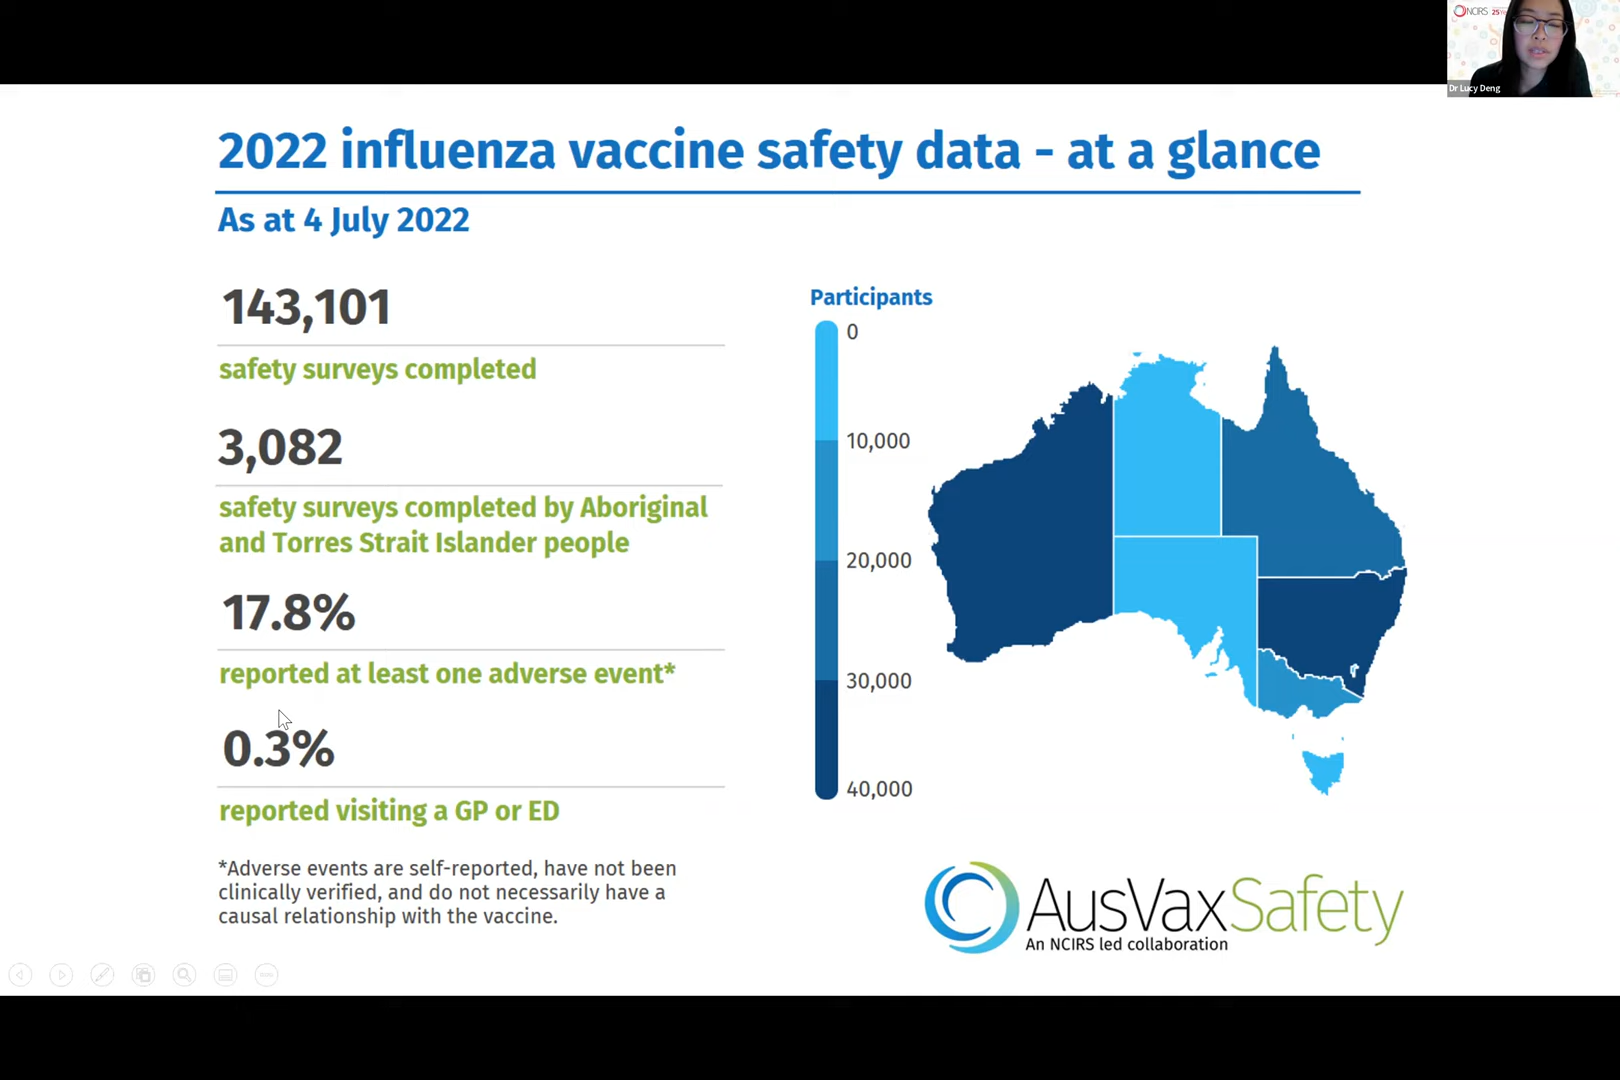 NCIRS 25
Dr Lucy Deng
2022 influenza vaccine safety data - at a glance
As at 4 July 2022
143,101
safety surveys completed
3,082
safety surveys completed by Aboriginal
and Torres Strait Islander people
17.8%
reported at least one adverse event*
0.3%
reported visiting a GP or ED
*Adverse events are self-reported, have not been
clinically verified, and do not necessarily have a
causal relationship with the vaccine.
Participants
0
10,000
20,000
30,000
40,000
AusVaxSafety
An NCIRS led collaboration